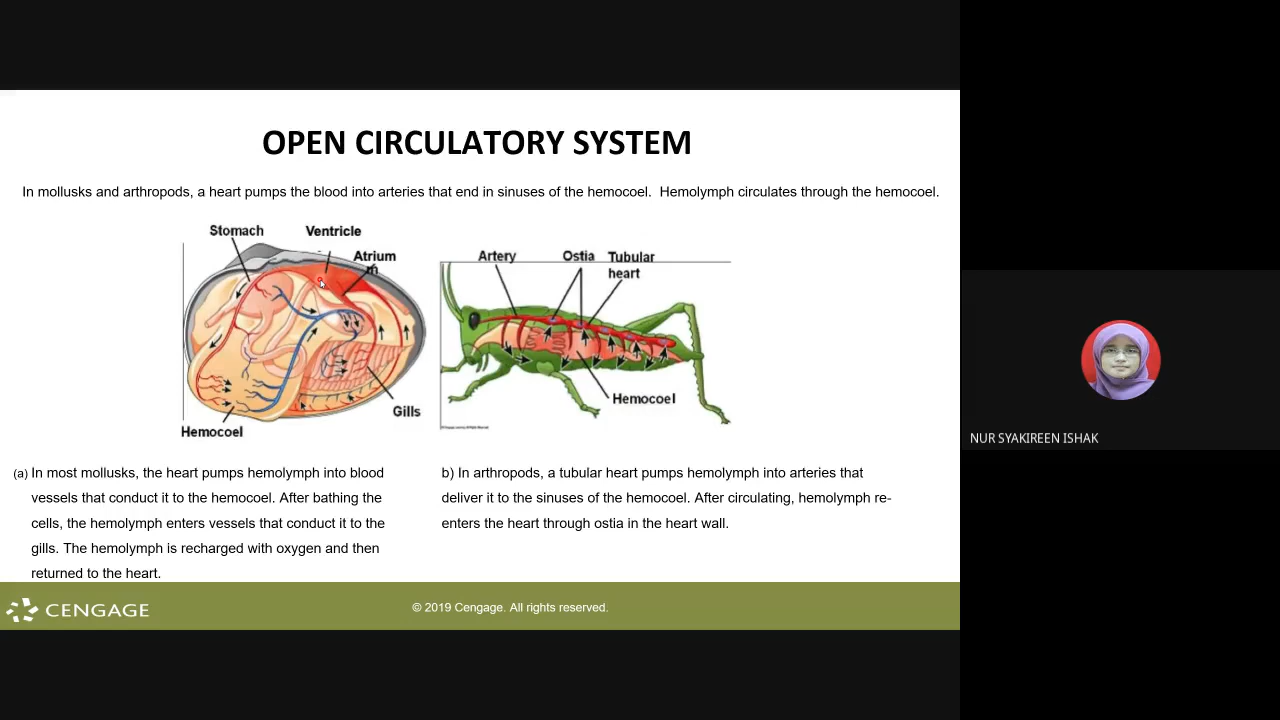 OPEN CIRCULATORY SYSTEM
In mollusks and arthropods, a heart pumps the blood into arteries that end in sinuses of the hemocoel. Hemolymph circulates through the hemocoel.
Stomach
Ventricle
Atrium
m
Gills
Hemocoel
Artery
Ostia
Tubular
heart
Hemocoel
(a) In most mollusks, the heart pumps hemolymph into blood
vessels that conduct it to the hemocoel. After bathing the
cells, the hemolymph enters vessels that conduct it to the
gills. The hemolymph is recharged with oxygen and then
returned to the heart.
b) In arthropods, a tubular heart pumps hemolymph into arteries that
deliver it to the sinuses of the hemocoel. After circulating, hemolymph re-
enters the heart through ostia in the heart wall.
CENGAGE
© 2019 Cengage. All rights reserved.
NUR SYAKIREEN ISHAK